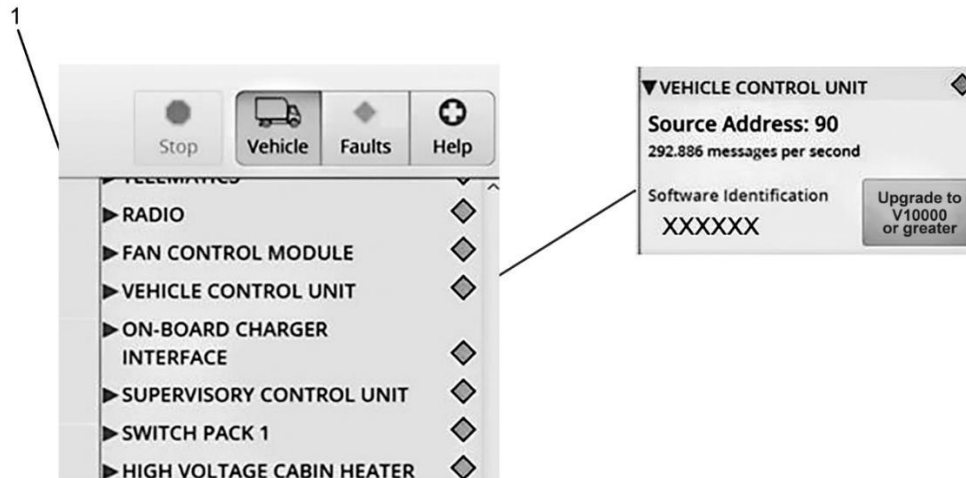 1
Stop
Vehicle
Faults
Help
TELEMATICS
RADIO
FAN CONTROL MODULE
VEHICLE CONTROL UNIT
ON-BOARD CHARGER
INTERFACE
SUPERVISORY CONTROL UNIT
SWITCH PACK 1
HIGH VOLTAGE CABIN HEATER
VEHICLE CONTROL UNIT
Source Address: 90
292.886 messages per second
Software Identification
XXXXXX
Upgrade to
V10000
or greater